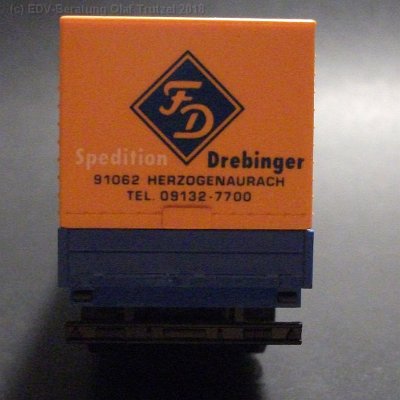 (c) EDV-Beratung Olaf Trutzel 2018
FD
Spedition Drebinger
91062 HERZOGENAURACH
TEL. 09132-7700